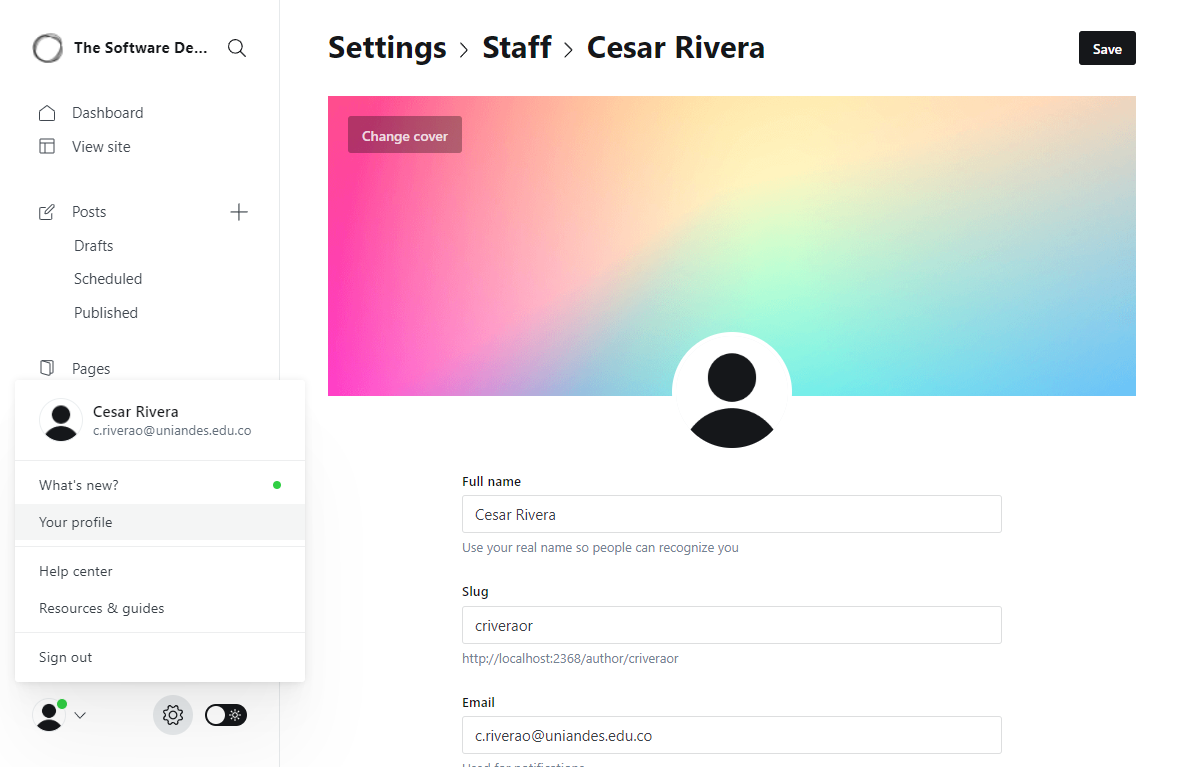 The Software De...
Dashboard
View site
Posts
Drafts
Scheduled
Published
Pages
Cesar Rivera
c.riverao@uniandes.edu.co
What's new?
Your profile
Help center
Resources & guides
Sign out
Settings > Staff > Cesar Rivera
Save
Change cover
Full name
Cesar Rivera
Use your real name so people can recognize you
Slug
criveraor
http://localhost:2368/author/criveraor
Email
c.riverao@uniandes.edu.co
Used for notifications